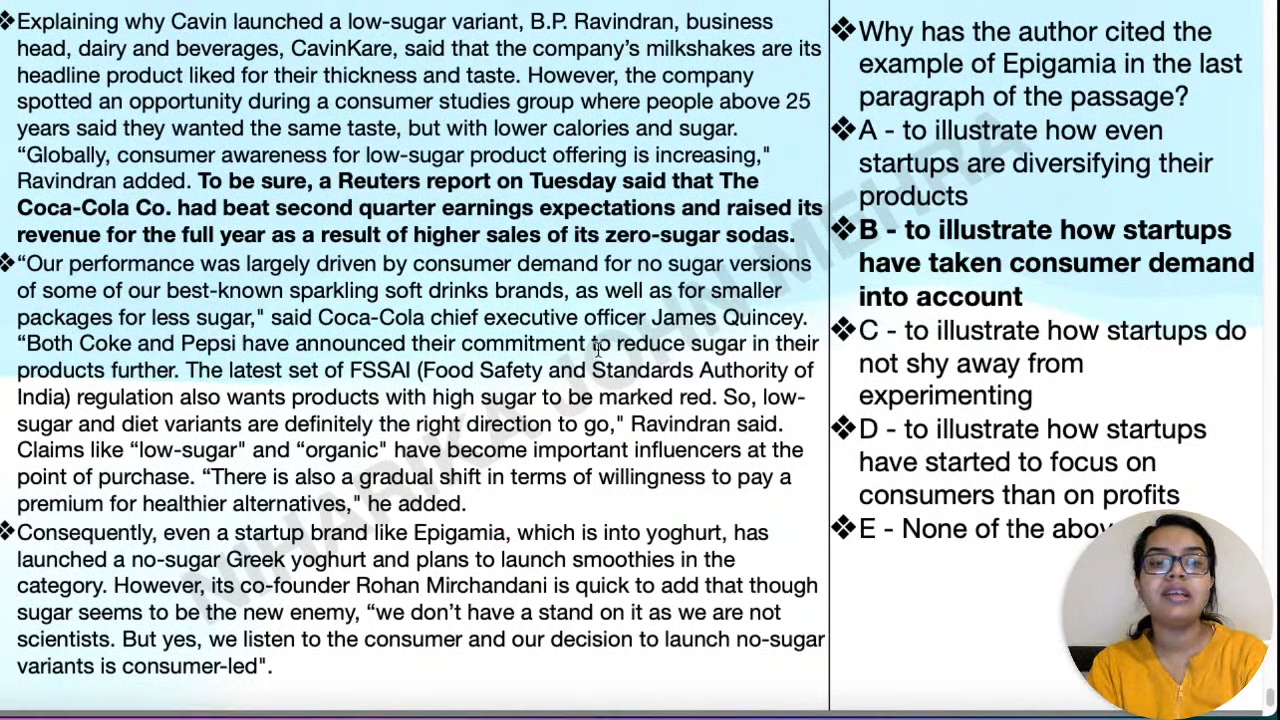 ❖Explaining why Cavin launched a low-sugar variant, B.P. Ravindran, business
head, dairy and beverages, CavinKare, said that the company’s milkshakes are its
headline product liked for their thickness and taste. However, the company
spotted an opportunity during a consumer studies group where people above 25
years said they wanted the same taste, but with lower calories and sugar.
“Globally, consumer awareness for low-sugar product offering is increasing,"
Ravindran added. To be sure, a Reuters report on Tuesday said that The
Coca-Cola Co. had beat second quarter earnings expectations and raised its
revenue for the full year as a result of higher sales of its zero-sugar sodas.
❖“Our performance was largely driven by consumer demand for no sugar versions
of some of our best-known sparkling soft drinks brands, as well as for smaller
packages for less sugar," said Coca-Cola chief executive officer James Quincey.
“Both Coke and Pepsi have announced their commitment to reduce sugar in their
products further. The latest set of FSSAI (Food Safety and Standards Authority of
India) regulation also wants products with high sugar to be marked red. So, low-
sugar and diet variants are definitely the right direction to go," Ravindran said.
Claims like “low-sugar" and “organic" have become important influencers at the
point of purchase. “There is also a gradual shift in terms of willingness to pay a
premium for healthier alternatives," he added.
❖Consequently, even a startup brand like Epigamia, which is into yoghurt, has
launched a no-sugar Greek yoghurt and plans to launch smoothies in the
category. However, its co-founder Rohan Mirchandani is quick to add that though
sugar seems to be the new enemy, “we don’t have a stand on it as we are not
scientists. But yes, we listen to the consumer and our decision to launch no-sugar
variants is consumer-led".
❖Why has the author cited the
example of Epigamia in the last
paragraph of the passage?
❖A - to illustrate how even
startups are diversifying their
products
❖B - to illustrate how startups
have taken consumer demand
into account
❖C - to illustrate how startups do
not shy away from
experimenting
❖D - to illustrate how startups
have started to focus on
consumers than on profits
❖E - None of the
NIHARIKA JOHN MEHRA